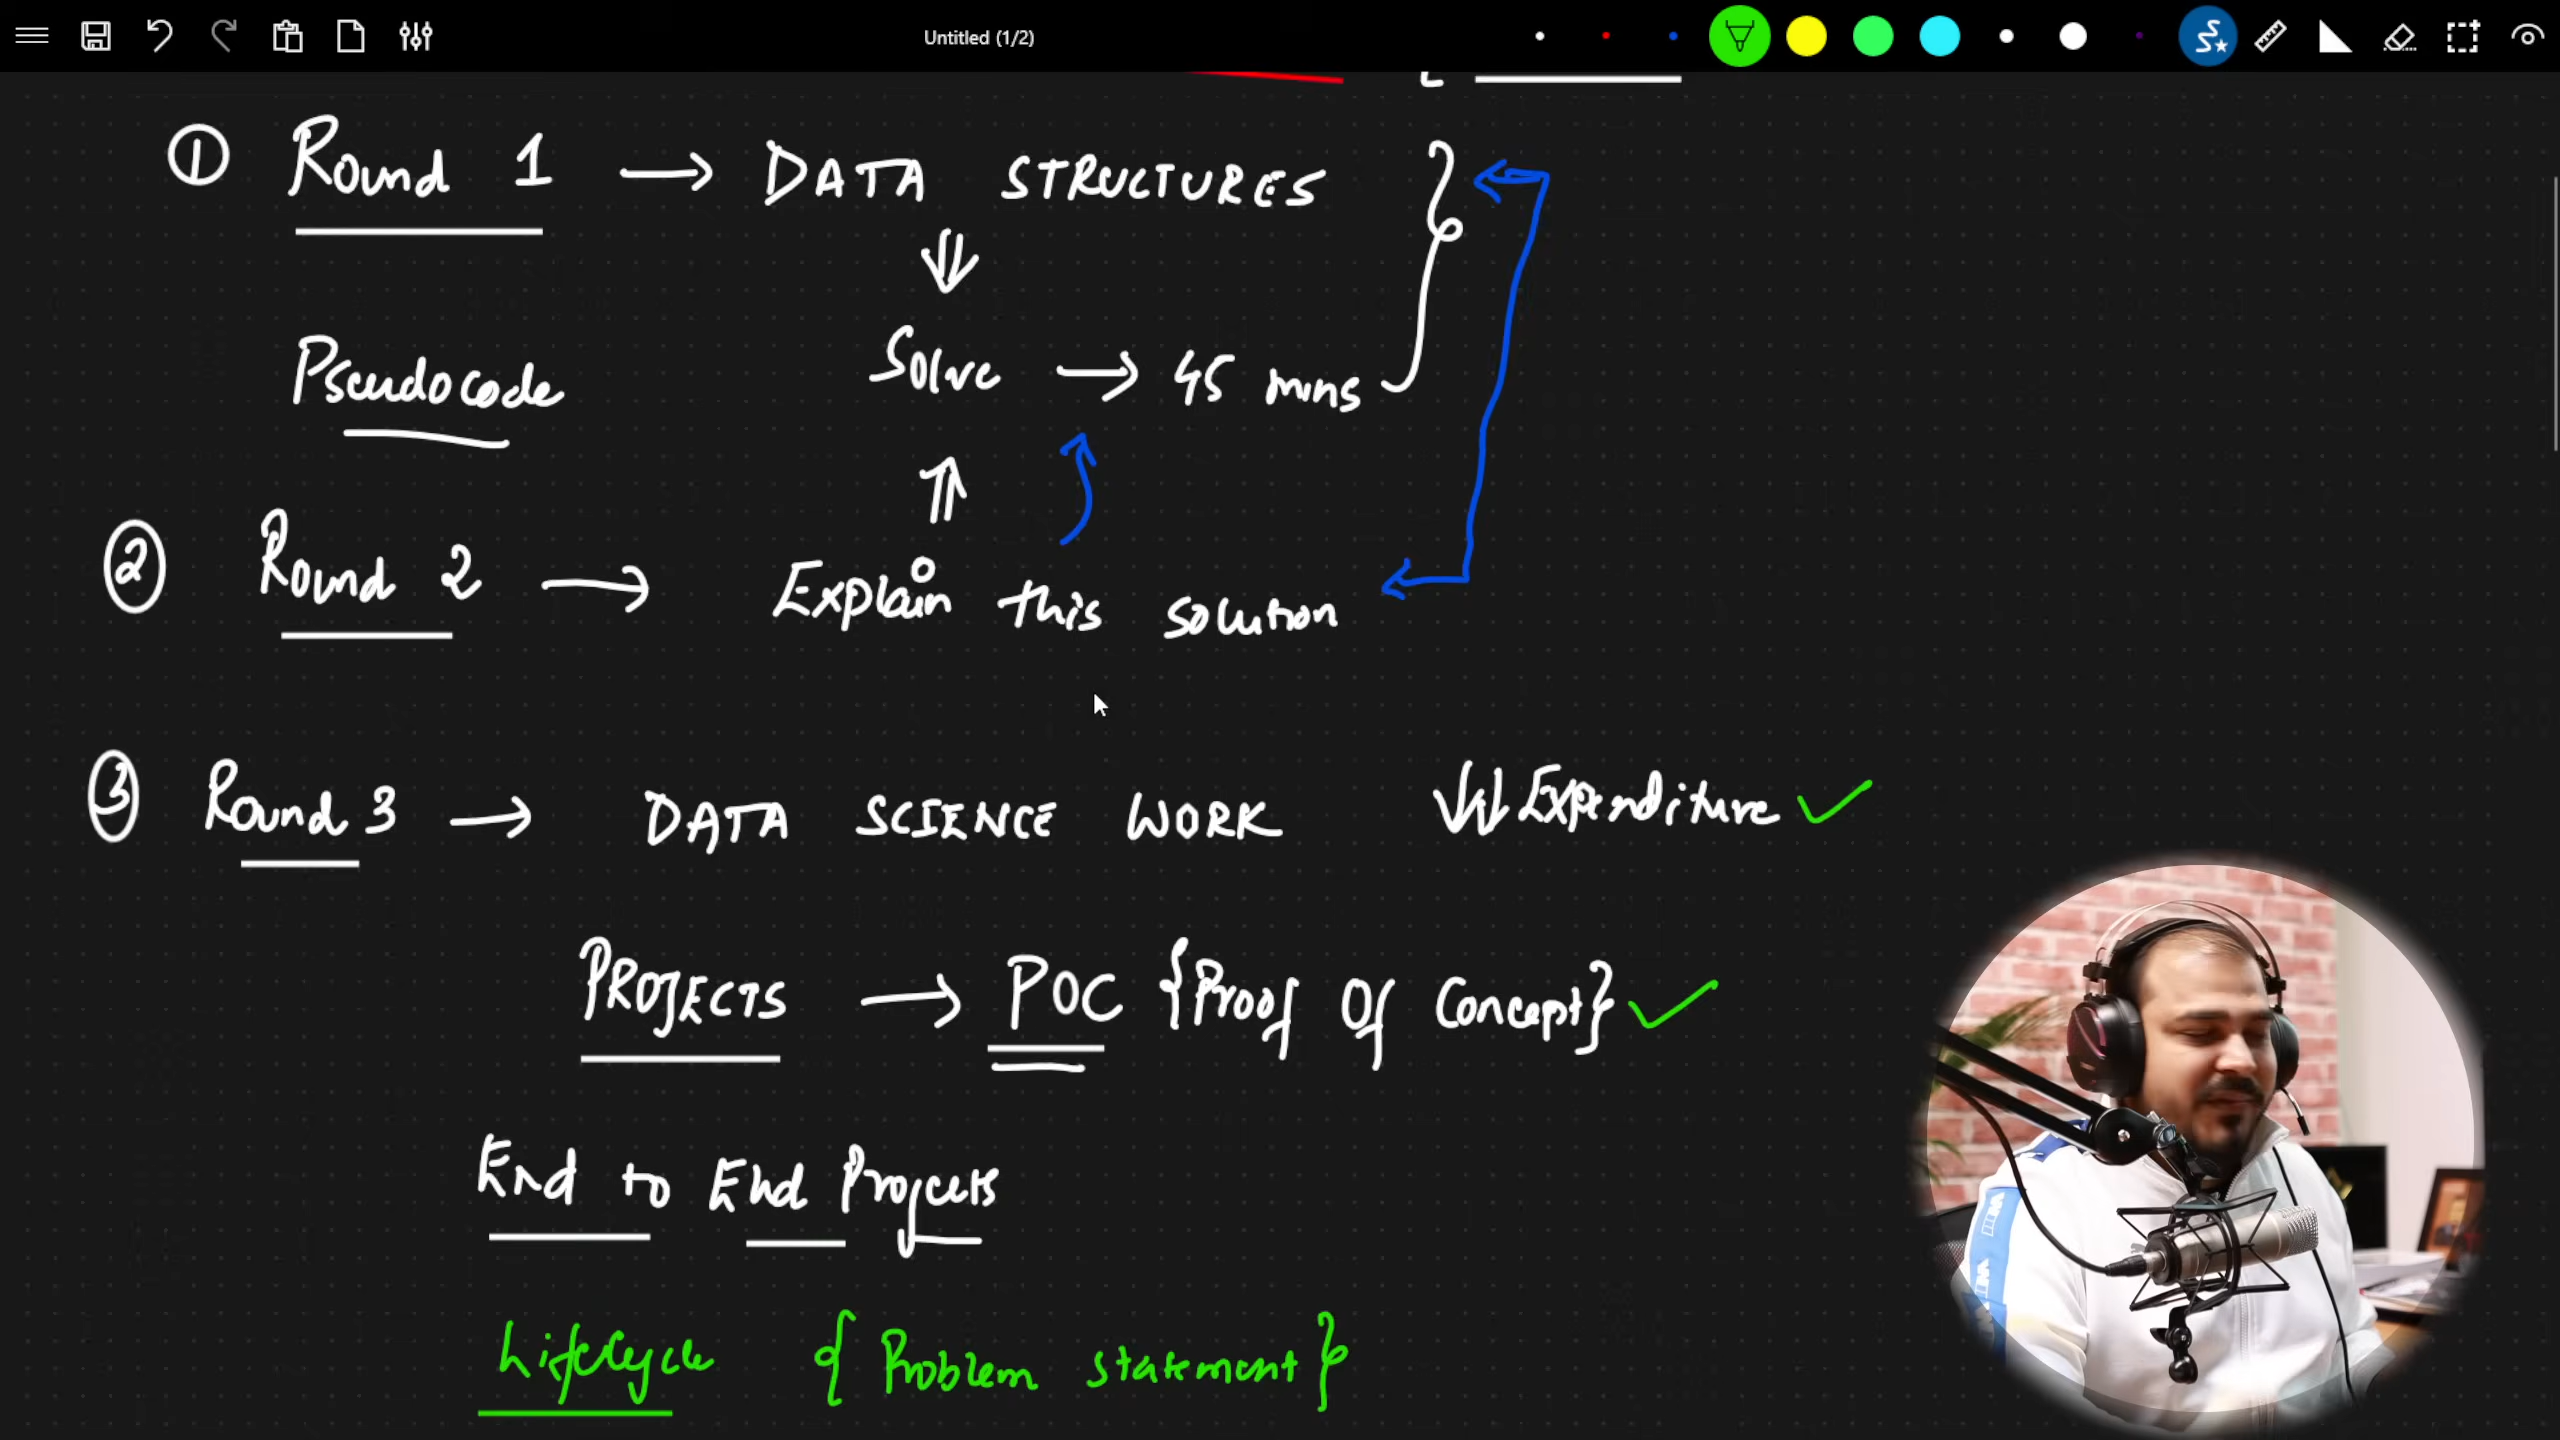 Untitled (1/2)
① Round 1 → DATA STRUCTURES
Pseudocode
Solve → 45 mins
② Round 2 → Explain this solution
③ Round 3 → DATA SCIENCE WORK ↓↓ Expenditure ✓
PROJECTS → POC {Proof Of Concept} ✓
End to End Projects
Lifecycle { Problem statement }